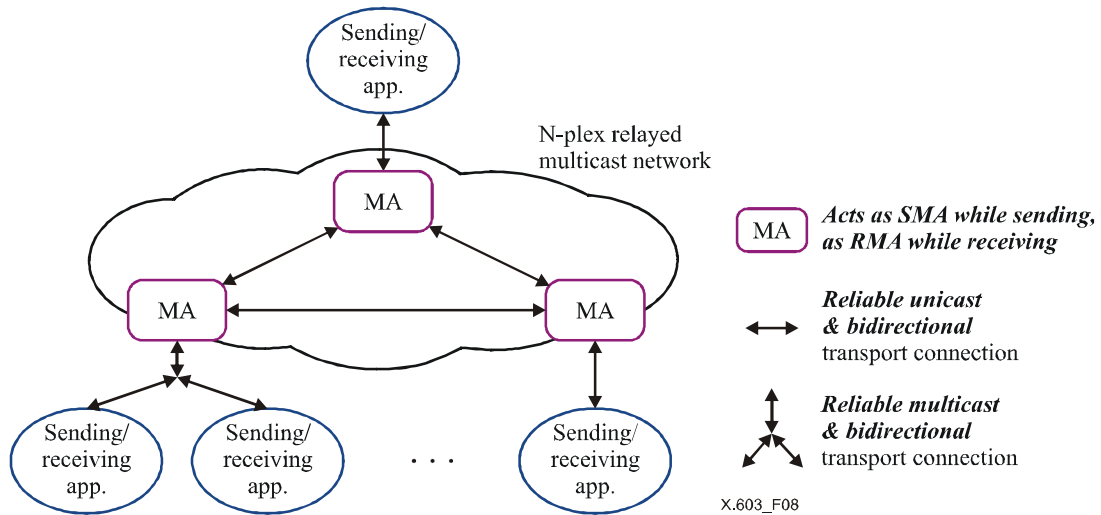 Sending/
receiving
app.
N-plex relayed
multicast network
MA
MA
MA
Sending/
receiving
app.
Sending/
receiving
app.
. . .
Sending/
receiving
app.
MA
Acts as SMA while sending,
as RMA while receiving
Reliable unicast
& bidirectional
transport connection
Reliable multicast
& bidirectional
transport connection
X.603_F08